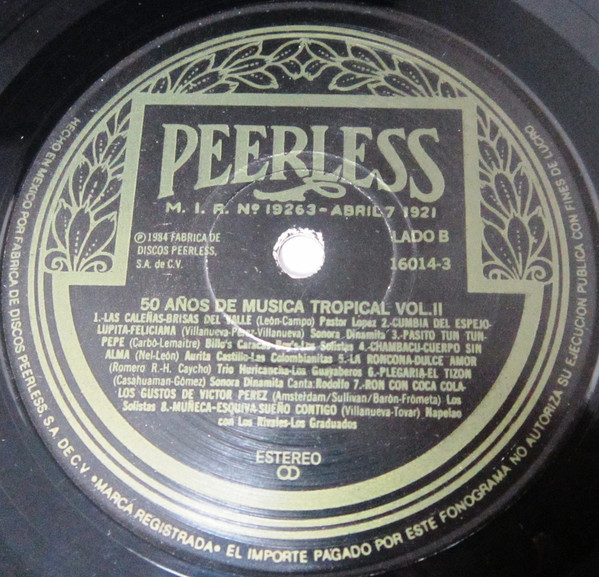 PEERLESS
M. I. R. Nº 19263 - ABRIL 7 1921
℗ 1984 FABRICA DE
DISCOS PEERLESS,
S.A. de C.V.
LADO B
16014-3
50 AÑOS DE MUSICA TROPICAL VOL. II
1.-LAS CALEÑAS-BRISAS DEL VALLE (León-Campo) Pastor Lopez 2.-CUMBIA DEL ESPEJO-
LUPITA-FELICIANA (Villanueva-Pérez-Villanueva) Sonora Dinamita 3.-PASITO TUN TUN-
PEPE (Carbó-Lemaitre) Billo's Caracas Boy's-Los Solistas 4.-CHAMBACU-CUERPO SIN
ALMA (Nel-León) Aurita Castillo-Las Colombianitas 5.-LA RONCONA-DULCE AMOR
(Romero R.-H. Caycho) Trio Huricancha-Los Guayaberos 6.-PLEGARIA-EL TIZON
(Casahuaman-Gómez) Sonora Dinamita Canta: Rodolfo 7.-RON CON COCA COLA-
LOS GUSTOS DE VICTOR PEREZ (Amsterdam/Sullivan/Barón-Frómeta) Los
Solistas 8.-MUÑECA-ESQUIVA-SUEÑO CONTIGO (Villanueva-Tovar) Napoleo
con Los Rivales-Los Graduados
ESTEREO
HECHO EN MEXICO POR FABRICA DE DISCOS PEERLESS, S.A. DE C.V. • MARCA REGISTRADA • EL IMPORTE PAGADO POR ESTE FONOGRAMA NO AUTORIZA SU EJECUCION PUBLICA CON FINES DE LUCRO